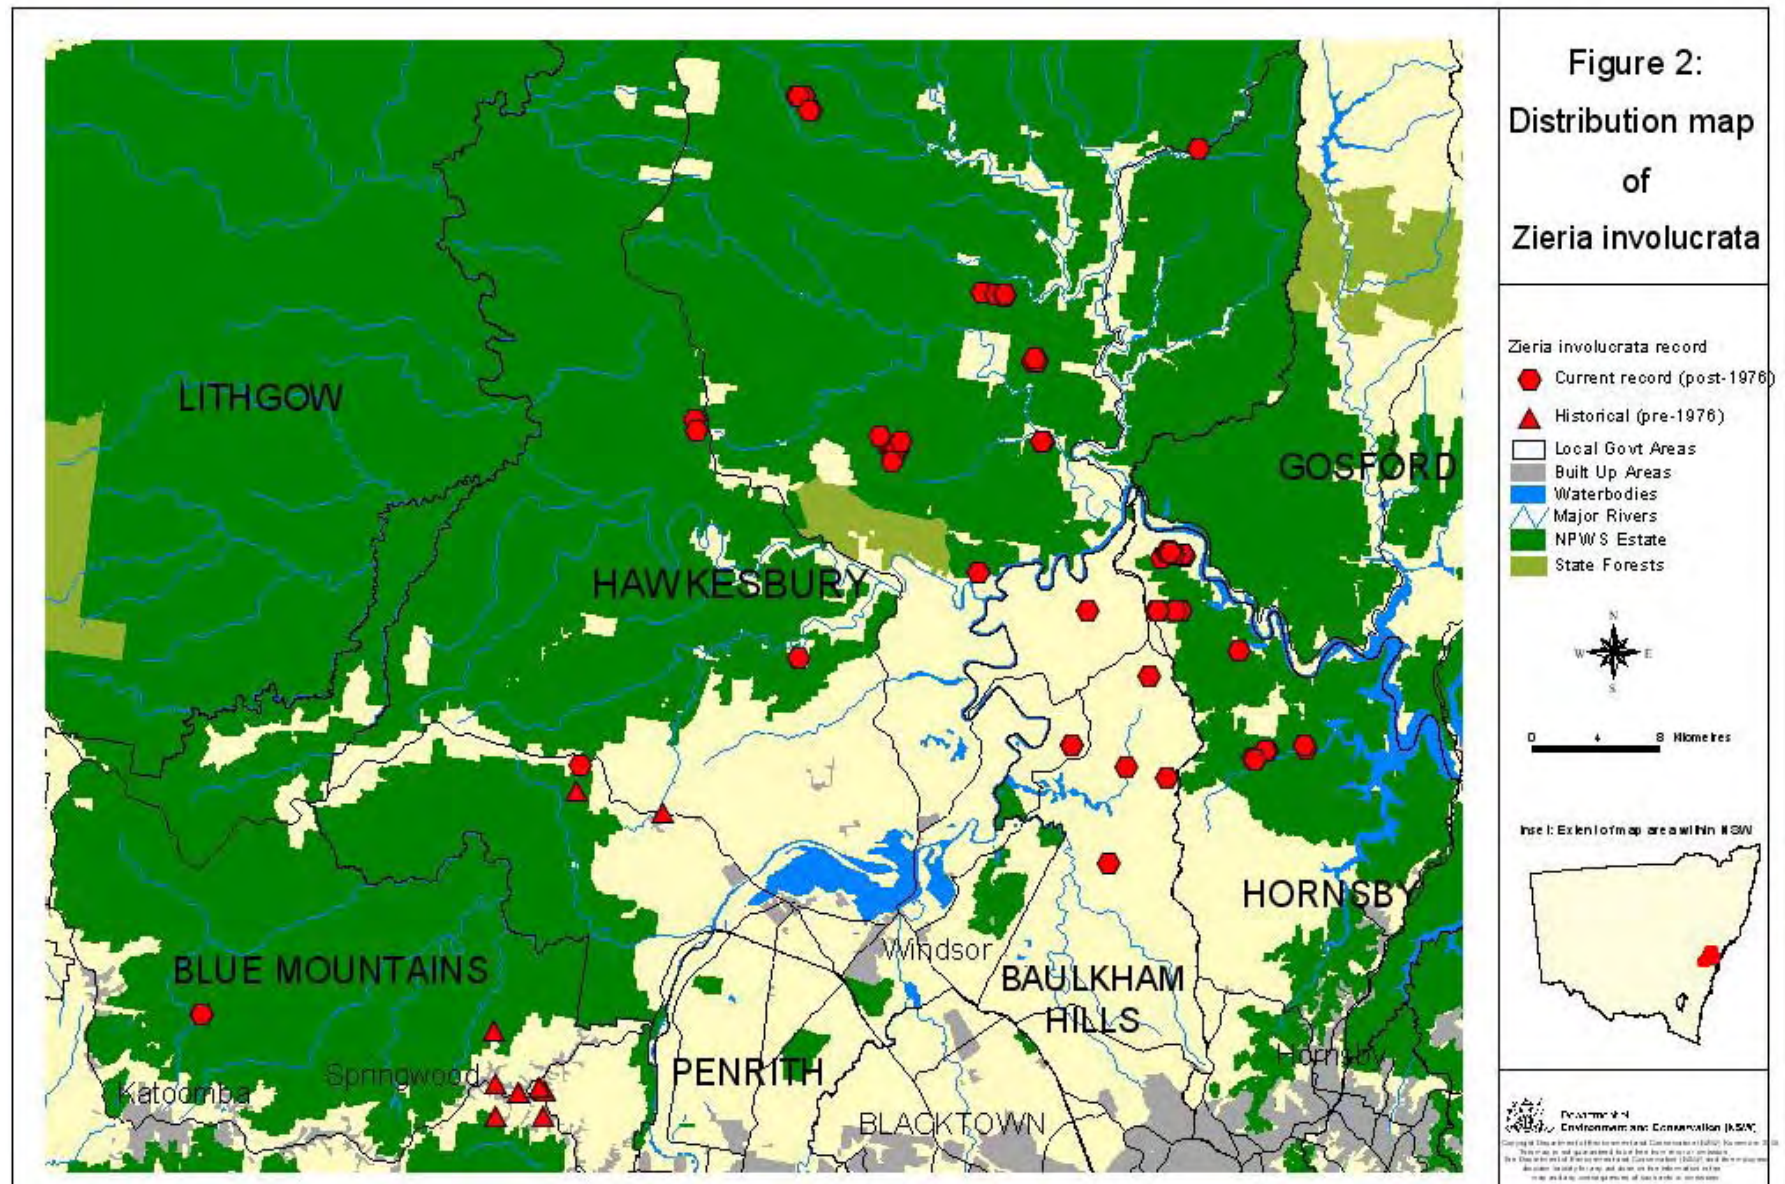 Figure 2:
Distribution map
of
Zieria involucrata
LITHGOW
GOSFORD
HAWKESBURY
HORNSBY
Windsor
BLUE MOUNTAINS
BAULKHAM
HILLS
Springwood
Katoomba
PENRITH
Hornsby
BLACKTOWN
Zieria involucrata record
Current record (post-1976)
Historical (pre-1976)
Local Govt Areas
Built Up Areas
Waterbodies
Major Rivers
NPWS Estate
State Forests
N
W E
S
0 4 8 Kilometres
Inset: Extent of map area within NSW
Department of
Environment and Conservation (NSW)